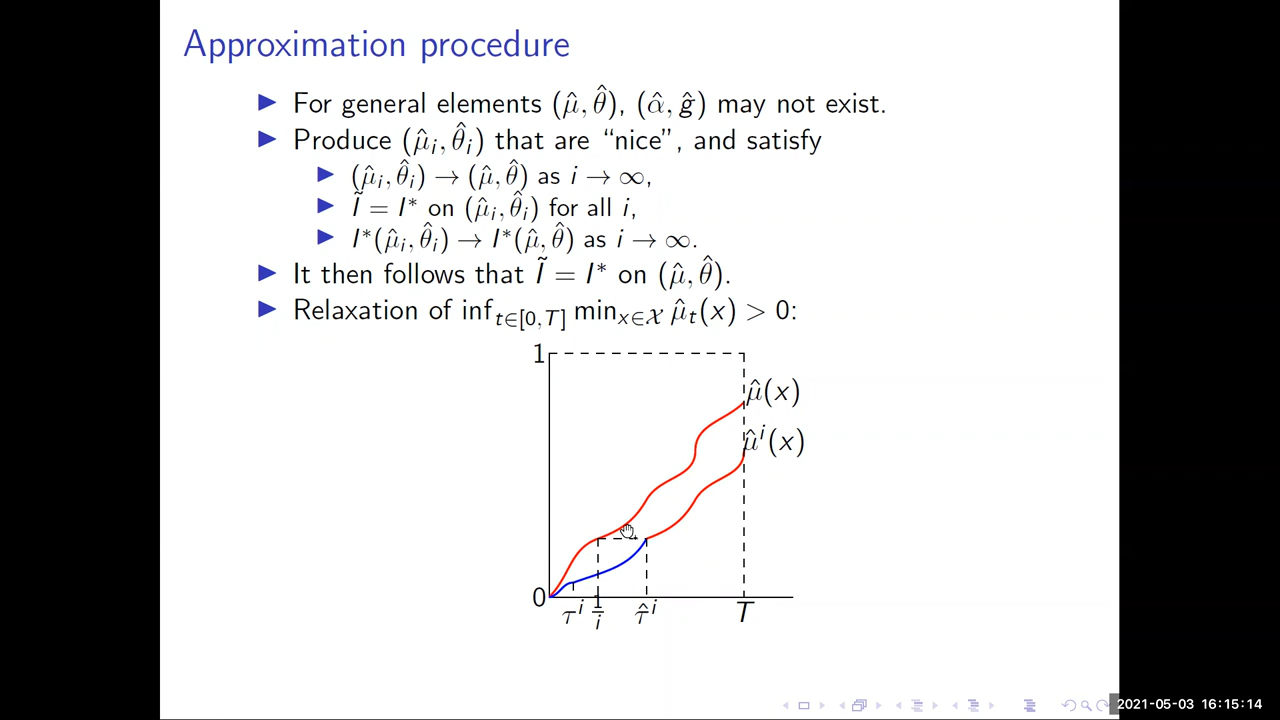 Approximation procedure
▶ For general elements (μ̂, θ̂), (α̂, ĝ) may not exist.
▶ Produce (μ̂ᵢ, θ̂ᵢ) that are “nice”, and satisfy
▶ (μ̂ᵢ, θ̂ᵢ) → (μ̂, θ̂) as i → ∞,
▶ Ĩ = I* on (μ̂ᵢ, θ̂ᵢ) for all i,
▶ I*(μ̂ᵢ, θ̂ᵢ) → I*(μ̂, θ̂) as i → ∞.
▶ It then follows that Ĩ = I* on (μ̂, θ̂).
▶ Relaxation of inf_{t∈[0,T]} min_{x∈𝒳} μ̂ₜ(x) > 0:
1
μ̂(x)
μ̂ⁱ(x)
0
τⁱ 1/i τ̂ⁱ T
2021-05-03 16:15:14